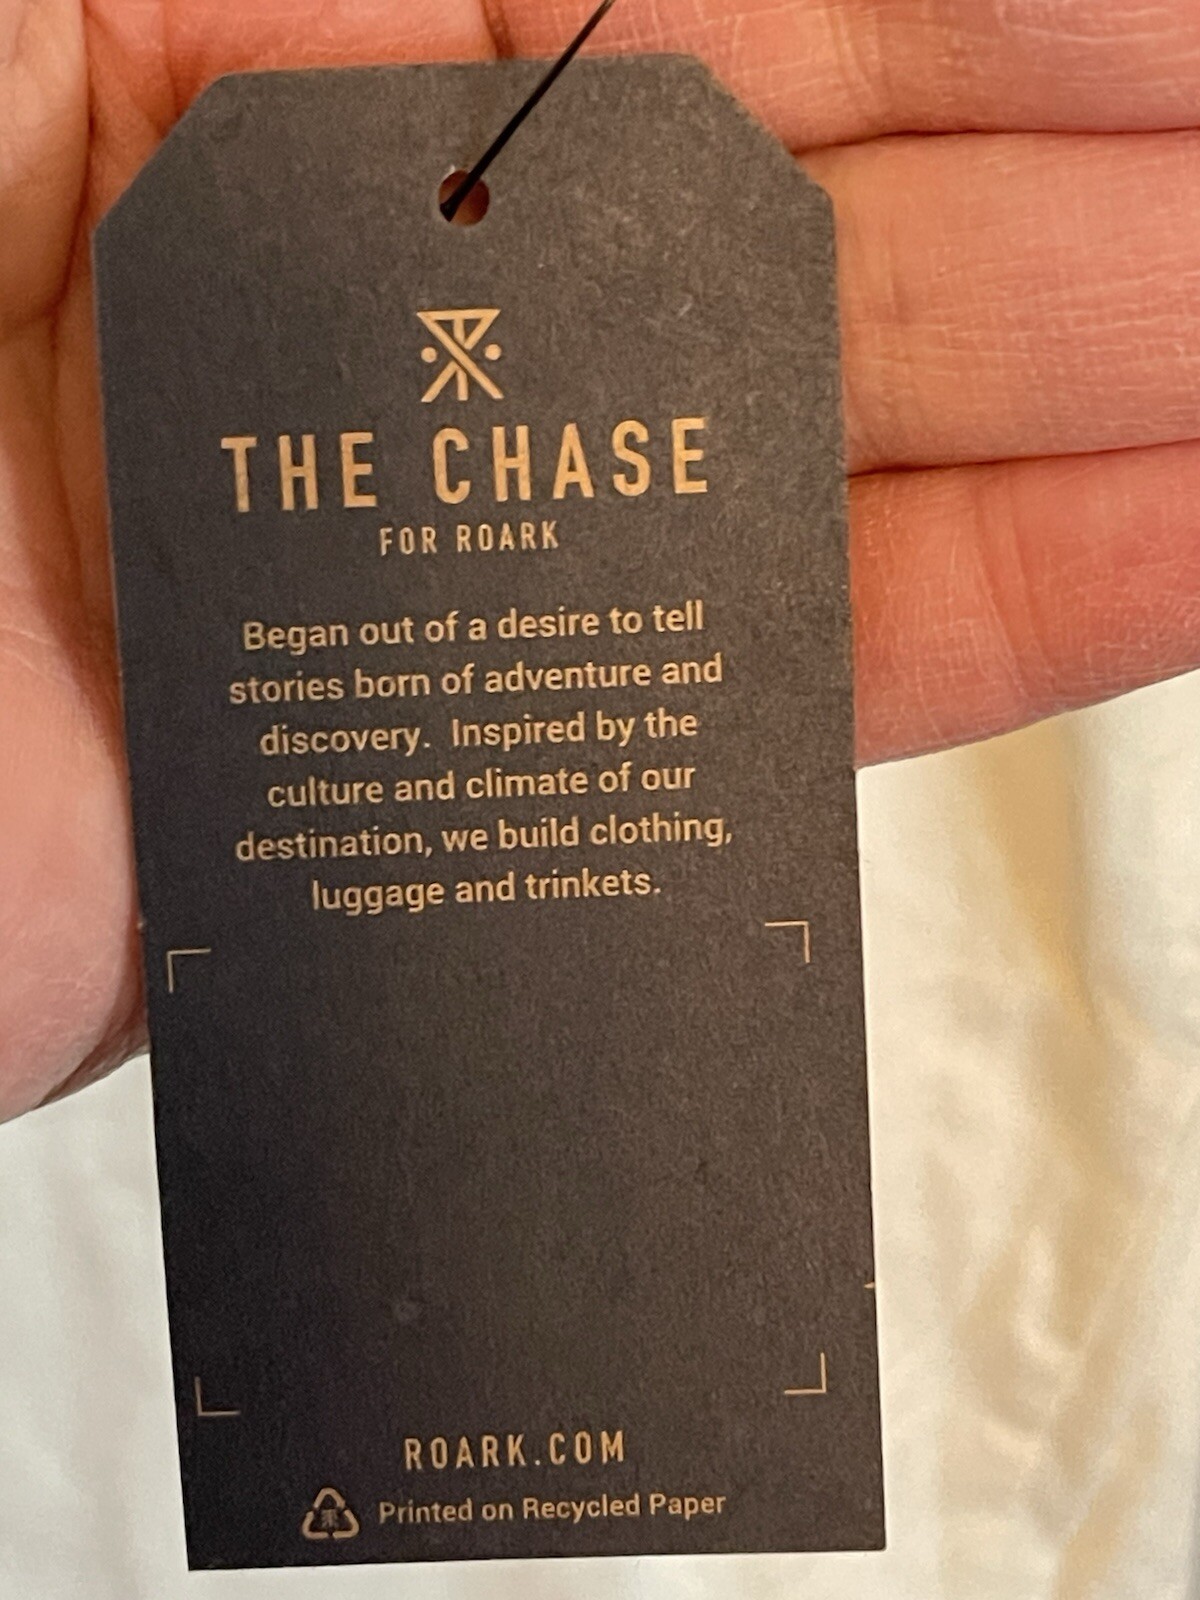 THE CHASE
FOR ROARK
Began out of a desire to tell
stories born of adventure and
discovery.  Inspired by the
culture and climate of our
destination, we build clothing,
luggage and trinkets.
ROARK.COM
Printed on Recycled Paper